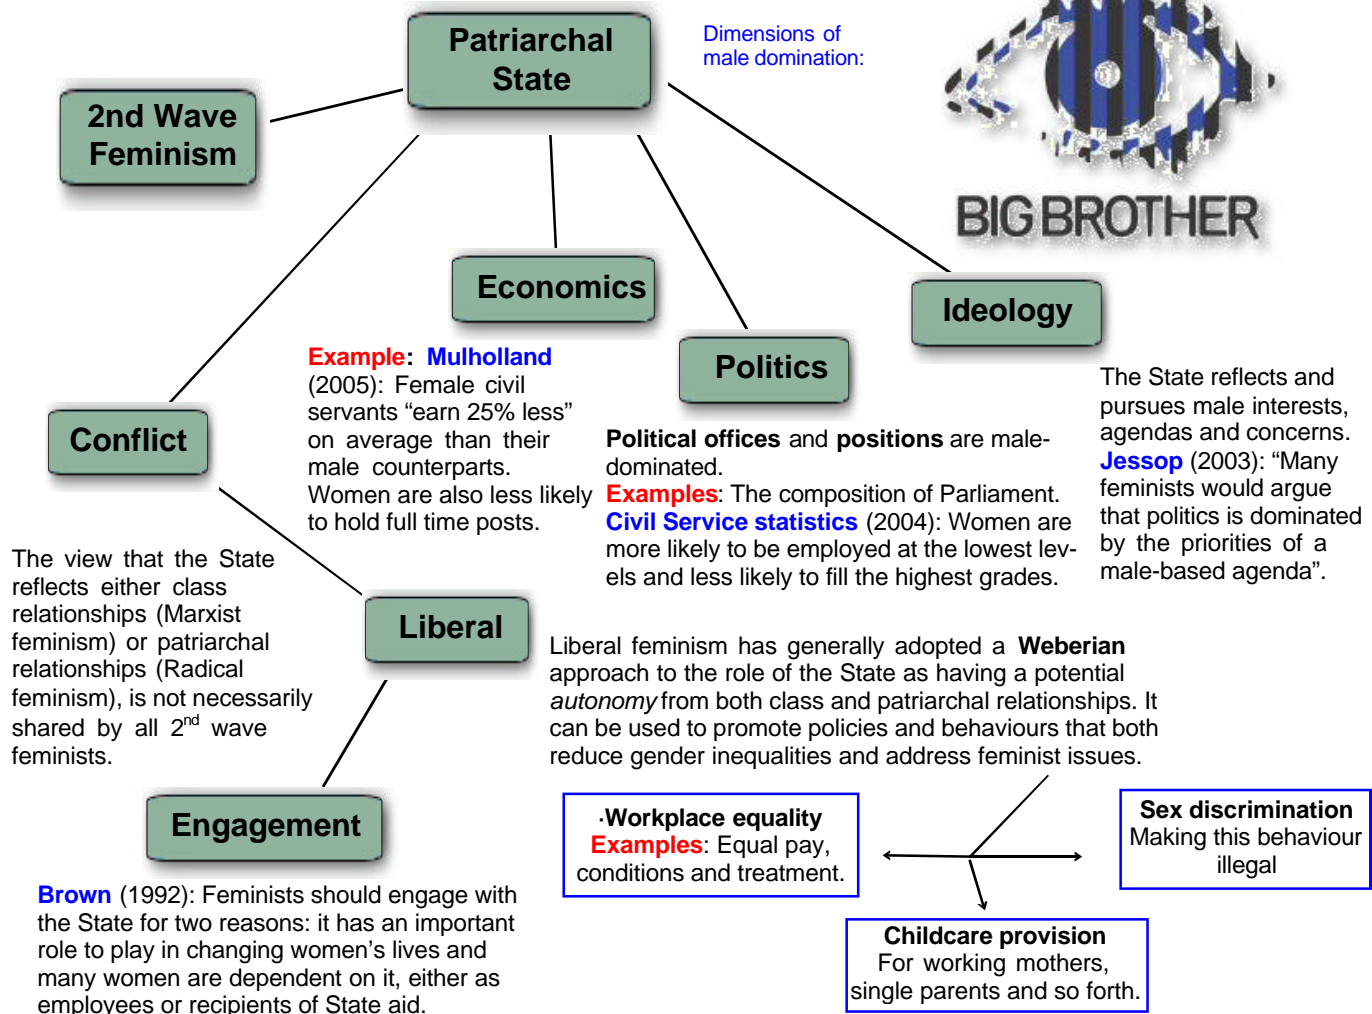 Patriarchal
State
Dimensions of
male domination:
BIG BROTHER
2nd Wave
Feminism
Economics
Example: Mulholland
(2005): Female civil
servants “earn 25% less”
on average than their
male counterparts.
Women are also less likely
to hold full time posts.
Politics
Political offices and positions are male-
dominated.
Examples: The composition of Parliament.
Civil Service statistics (2004): Women are
more likely to be employed at the lowest lev-
els and less likely to fill the highest grades.
Ideology
The State reflects and
pursues male interests,
agendas and concerns.
Jessop (2003): “Many
feminists would argue
that politics is dominated
by the priorities of a
male-based agenda”.
Conflict
The view that the State
reflects either class
relationships (Marxist
feminism) or patriarchal
relationships (Radical
feminism), is not necessarily
shared by all 2nd wave
feminists.
Liberal
Liberal feminism has generally adopted a Weberian
approach to the role of the State as having a potential
autonomy from both class and patriarchal relationships. It
can be used to promote policies and behaviours that both
reduce gender inequalities and address feminist issues.
·Workplace equality
Examples: Equal pay,
conditions and treatment.
Sex discrimination
Making this behaviour
illegal
Childcare provision
For working mothers,
single parents and so forth.
Engagement
Brown (1992): Feminists should engage with
the State for two reasons: it has an important
role to play in changing women’s lives and
many women are dependent on it, either as
employees or recipients of State aid.